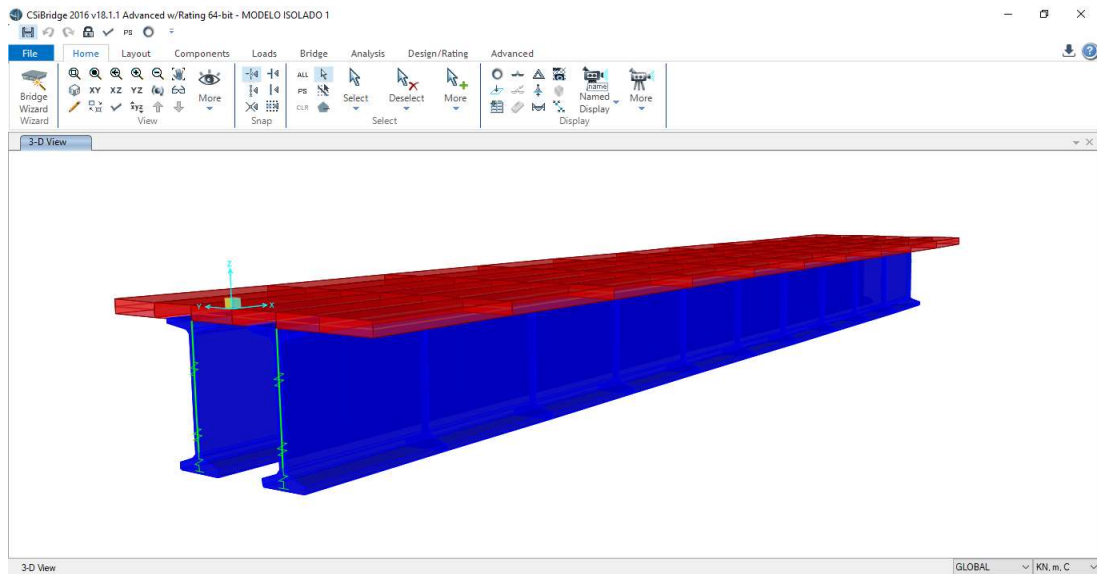 CSiBridge 2016 v18.1.1 Advanced w/Rating 64-bit - MODELO ISOLADO 1
PS
File Home Layout Components Loads Bridge Analysis Design/Rating Advanced
Bridge Wizard
XY XZ YZ
More
ALL
PS
CLR
Select
Deselect
More
name
Named Display
More
Wizard View Snap Select Display
3-D View
Z
Y X
3-D View GLOBAL KN, m, C